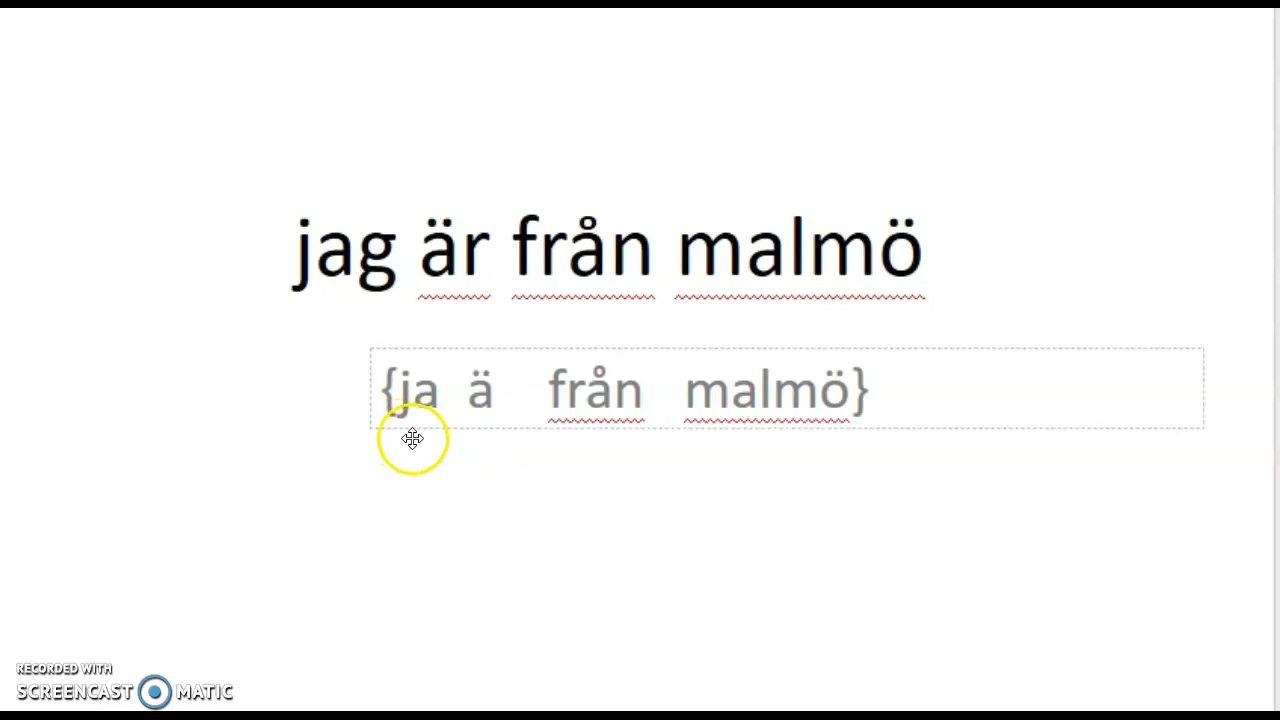 jag är från malmö
{ja ä från malmö}
RECORDED WITH
SCREENCAST MATIC